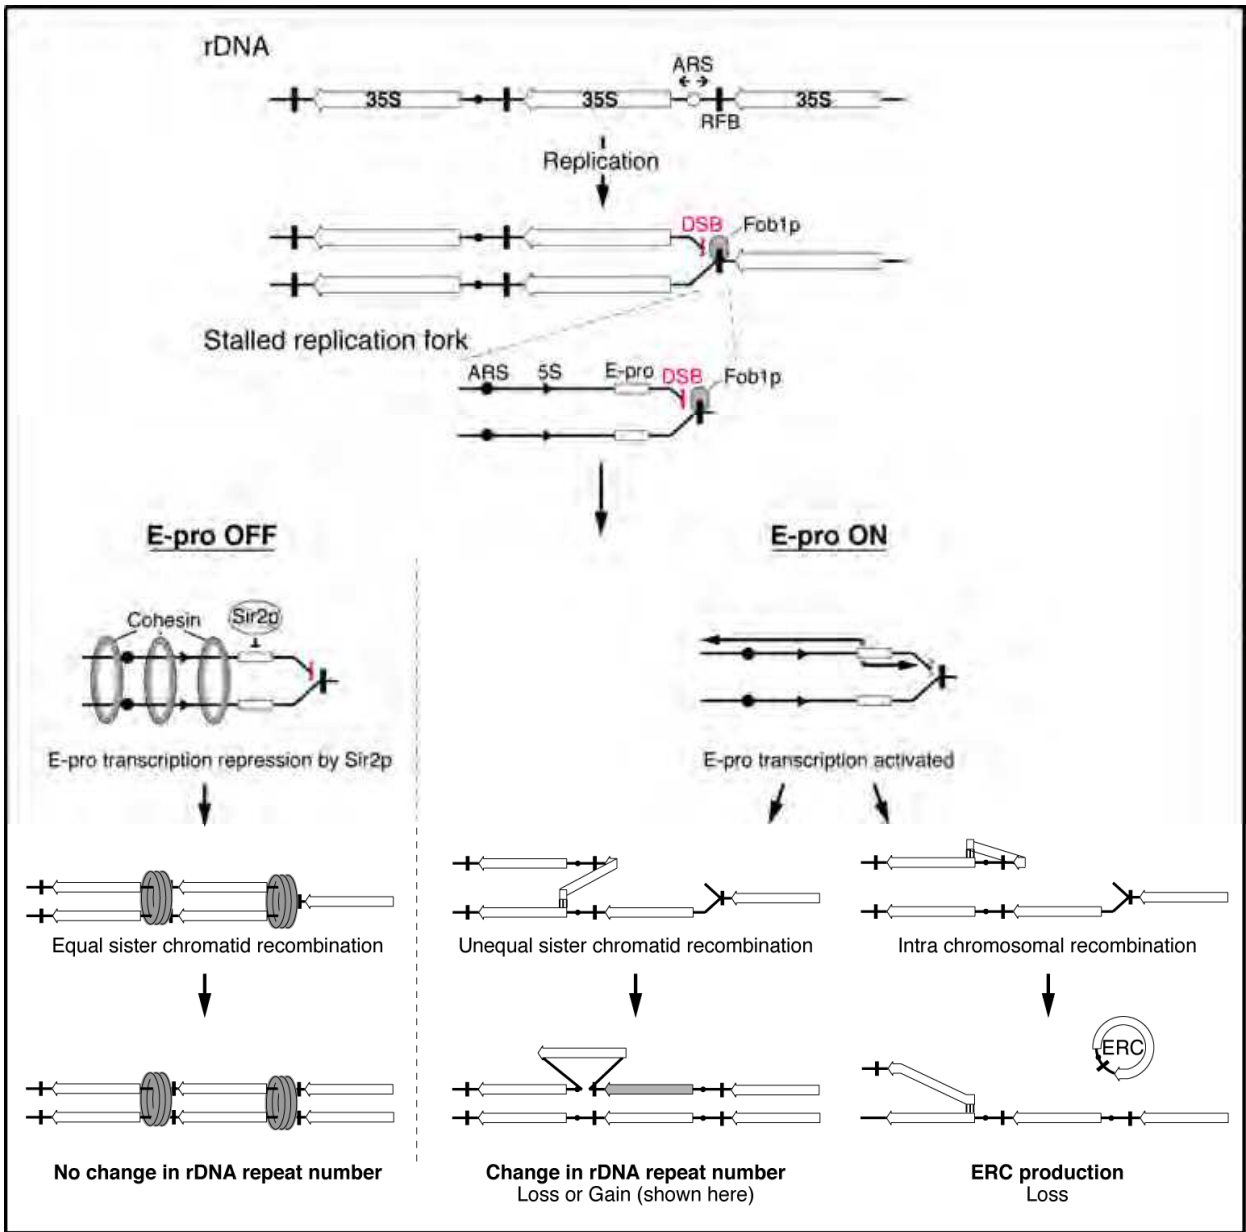 rDNA
ARS
35S 35S 35S
RFB
Replication
DSB Fob1p
Stalled replication fork
ARS 5S E-pro DSB Fob1p
E-pro OFF
E-pro ON
Cohesin Sir2p
E-pro transcription repression by Sir2p
E-pro transcription activated
Equal sister chromatid recombination
Unequal sister chromatid recombination
Intra chromosomal recombination
ERC
No change in rDNA repeat number
Change in rDNA repeat number
Loss or Gain (shown here)
ERC production
Loss